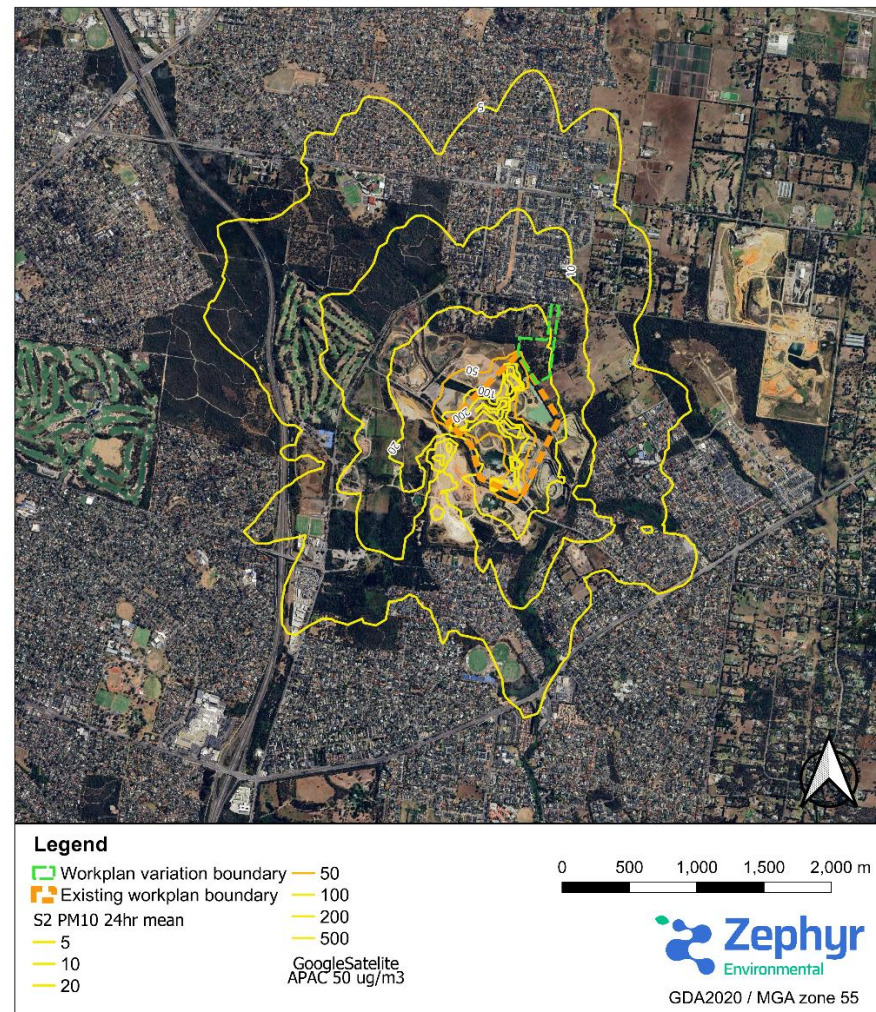 5
10
50
100
200
20
Legend
Workplan variation boundary
Existing workplan boundary
S2 PM10 24hr mean
5
10
20
50
100
200
500
GoogleSatelite
APAC 50 ug/m3
0 500 1,000 1,500 2,000 m
Zephyr
Environmental
GDA2020 / MGA zone 55